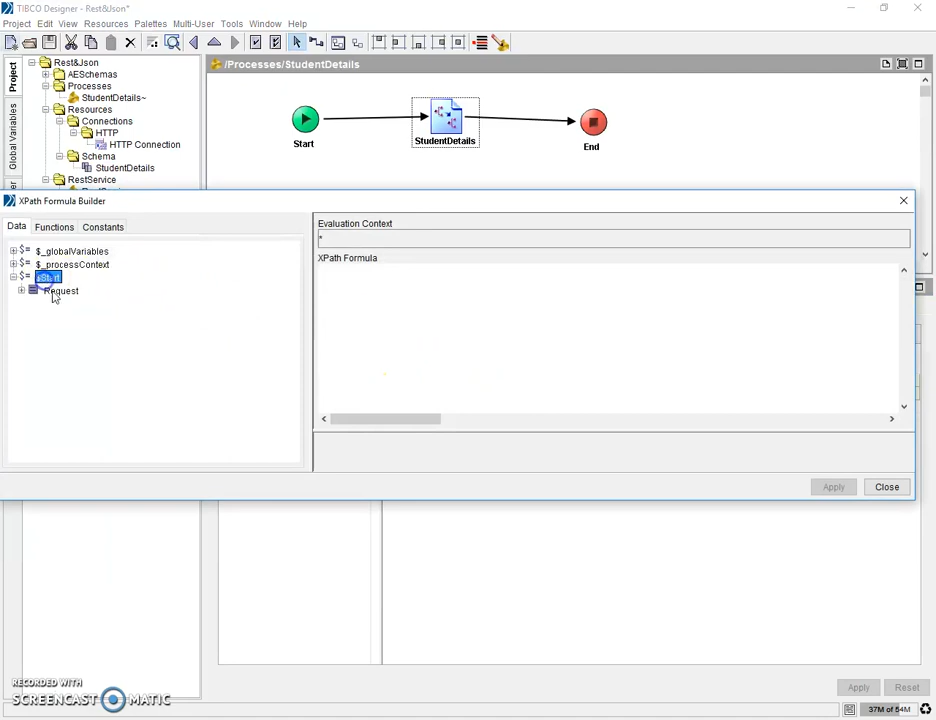 TIBCO Designer - Rest&Json*
Project Edit View Resources Palettes Multi-User Tools Window Help
Project
Global Variables
Rest&Json
AESchemas
Processes
StudentDetails~
Resources
Connections
HTTP
HTTP Connection
Schema
StudentDetails
RestService
/Processes/StudentDetails
Start
StudentDetails
End
XPath Formula Builder
Data Functions Constants
$= $_globalVariables
$= $_processContext
$=
Request
Evaluation Context
*
XPath Formula
Apply Close
Apply Reset
37M of 54M
RECORDED WITH
SCREENCAST MATIC